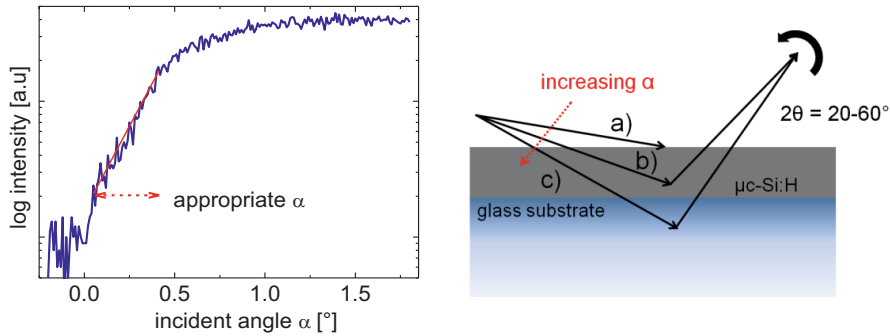 log intensity [a.u]
appropriate α
0.0 0.5 1.0 1.5
incident angle α [°]
increasing α
a)
b)
c)
2θ = 20-60°
µc-Si:H
glass substrate